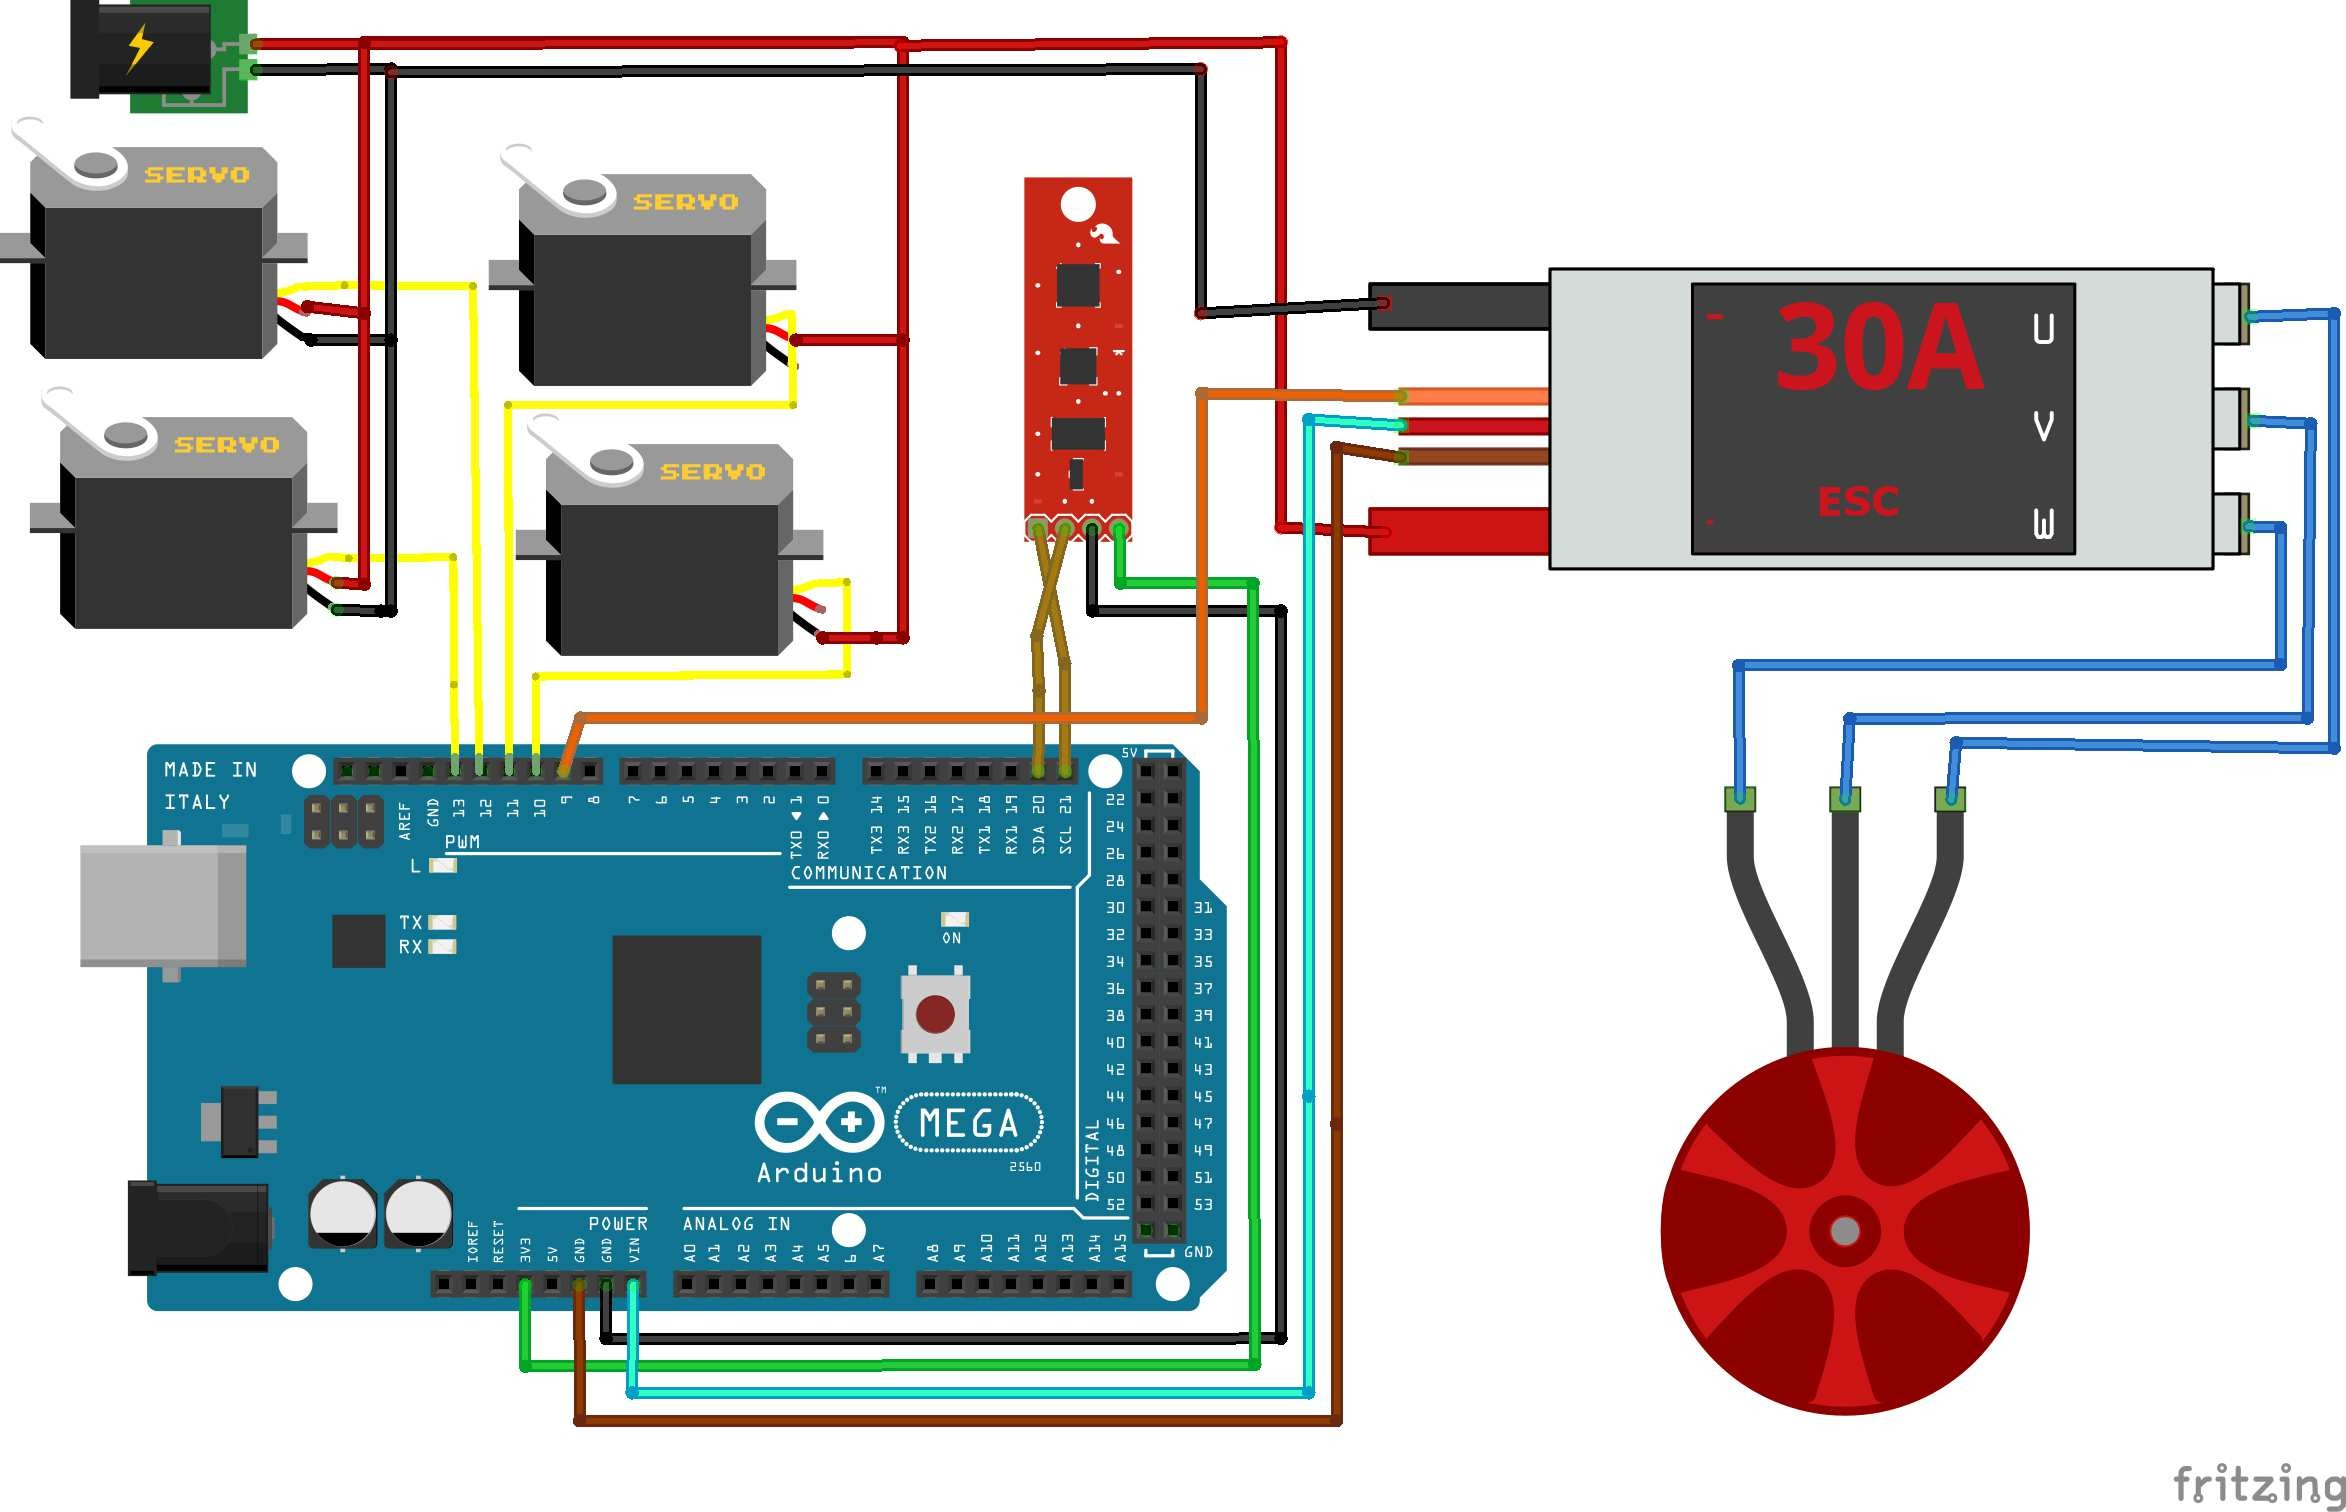 SERVO
SERVO
SERVO
SERVO
30A
U
V
ESC
W
MADE IN
ITALY
AREF
GND
13
12
11
10
9
8
7
6
5
4
3
2
TX0 1
RX0 0
TX3 14
RX3 15
TX2 16
RX2 17
TX1 18
RX1 19
SDA 20
SCL 21
5V
PWM
L
COMMUNICATION
TX
RX
ON
22
24
26
28
30 31
32 33
34 35
36 37
38 39
40 41
42 43
44 45
46 47
48 49
50 51
52 53
DIGITAL
GND
TM
MEGA
Arduino
2560
POWER
ANALOG IN
IOREF
RESET
3V3
5V
GND
GND
VIN
A0
A1
A2
A3
A4
A5
6
A7
A8
A9
A10
A11
A12
A13
A14
A15
fritzing